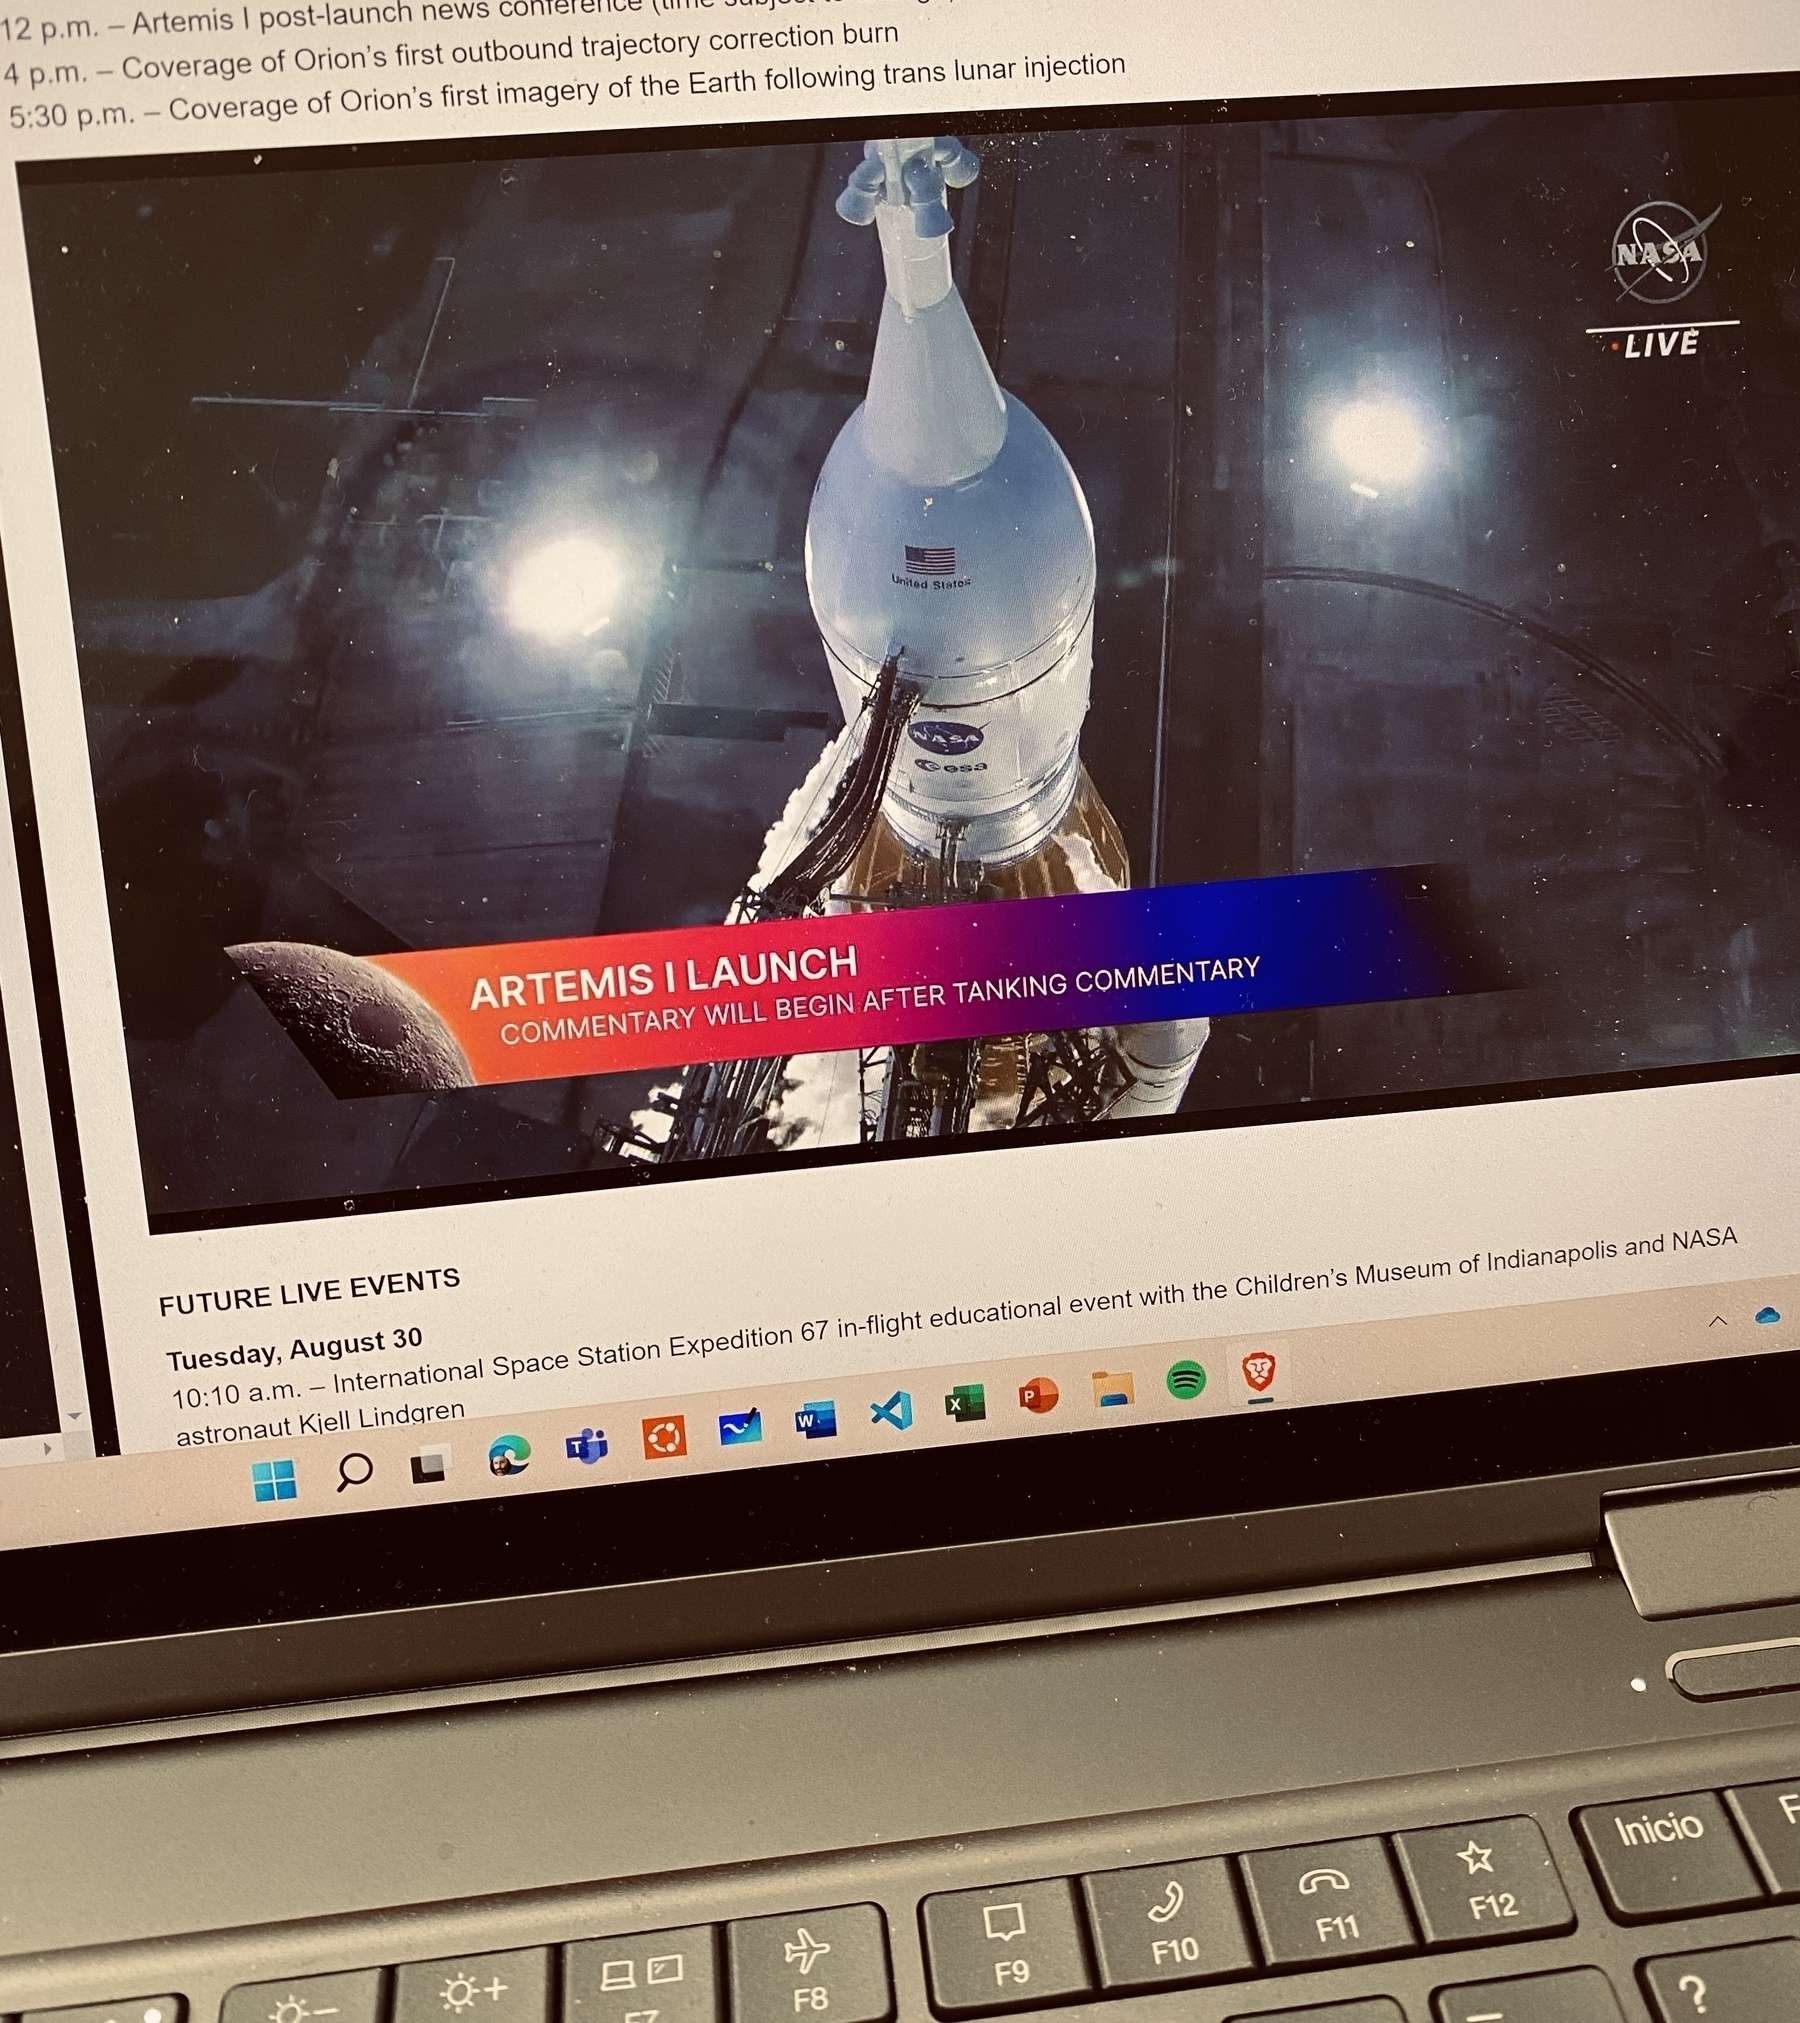 12 p.m. – Artemis I post-launch news conference (time subject to
4 p.m. – Coverage of Orion's first outbound trajectory correction burn
5:30 p.m. – Coverage of Orion's first imagery of the Earth following trans lunar injection
NASA
LIVE
United States
NASA
esa
ARTEMIS I LAUNCH
COMMENTARY WILL BEGIN AFTER TANKING COMMENTARY
FUTURE LIVE EVENTS
Tuesday, August 30
10:10 a.m. – International Space Station Expedition 67 in-flight educational event with the Children's Museum of Indianapolis and NASA
astronaut Kjell Lindgren
T
W
X
P
Inicio
F
F7
F8
F9
F10
F11
F12
?